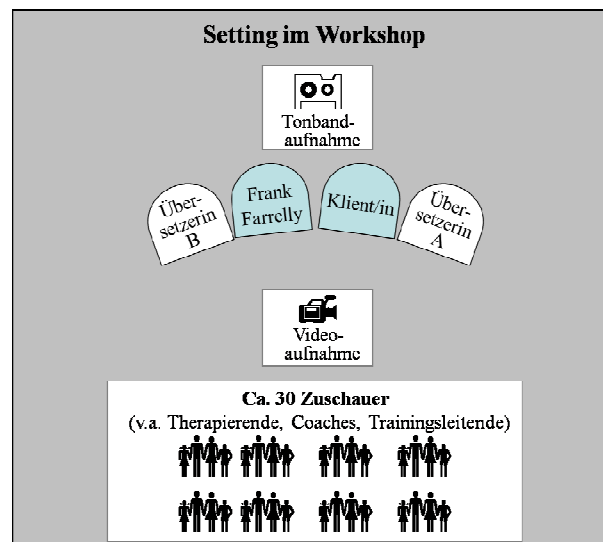 Setting im Workshop
Tonband-
aufnahme
Über-
setzerin
B
Frank
Farrelly
Klient/in
Über-
setzerin
A
Video-
aufnahme
Ca. 30 Zuschauer
(v.a. Therapierende, Coaches, Trainingsleitende)